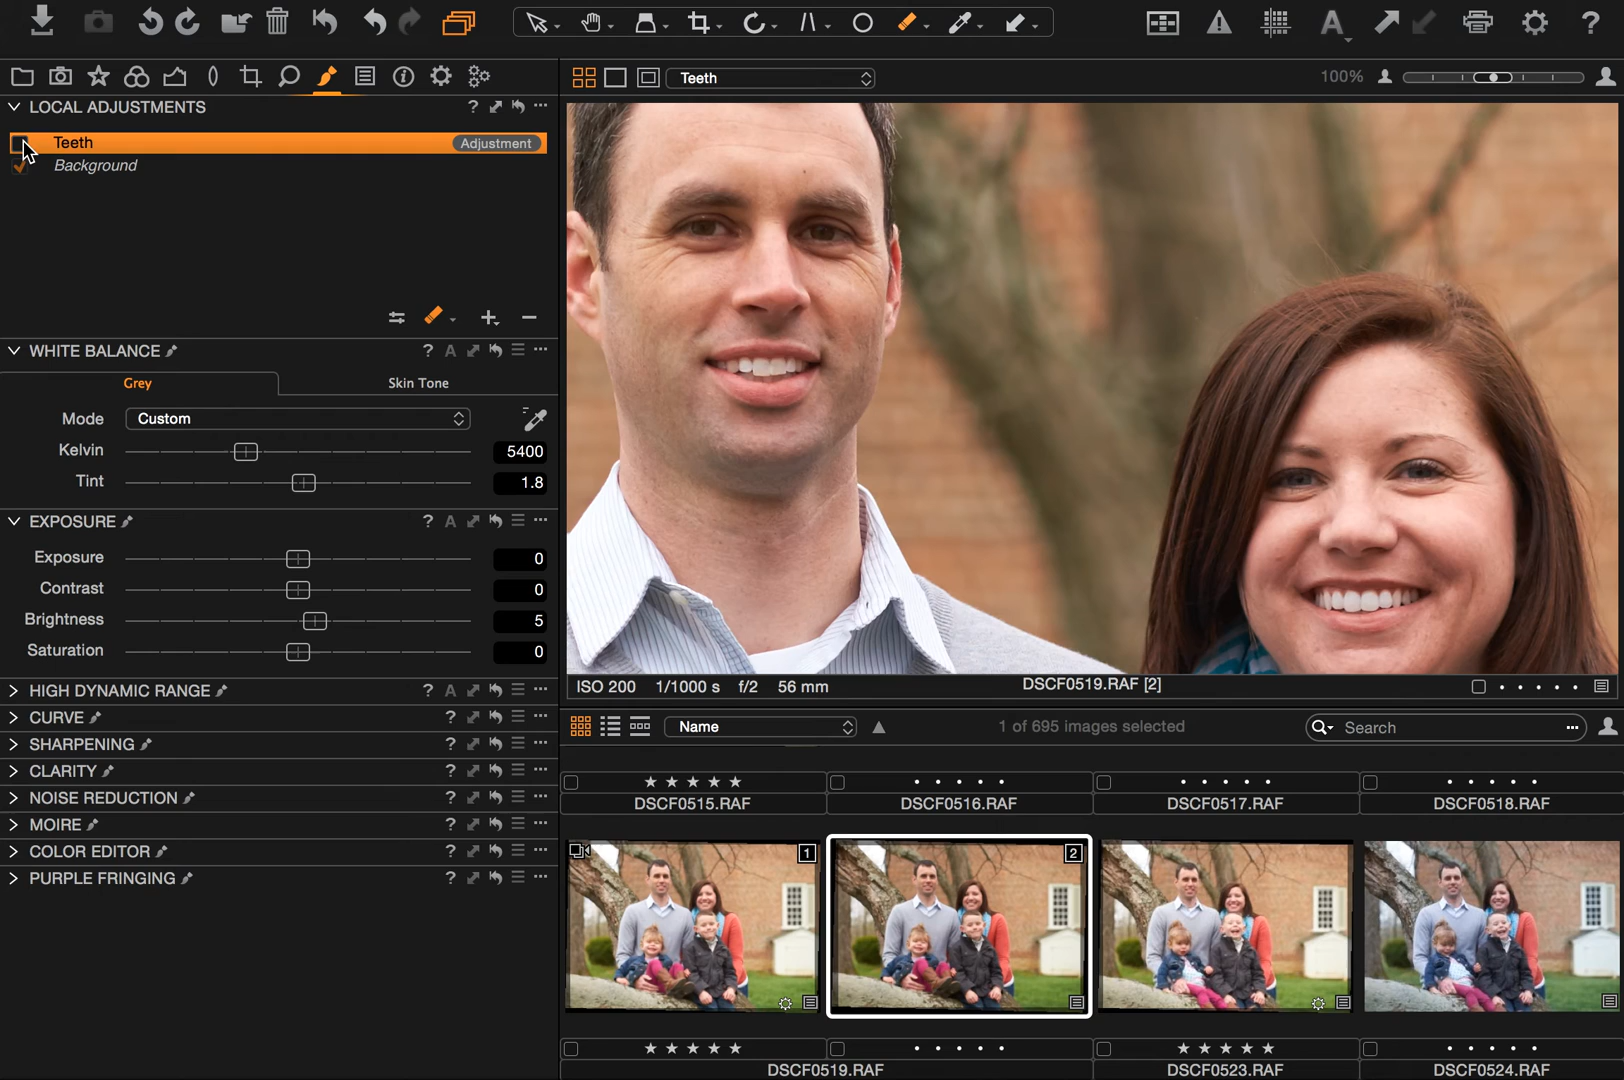 Teeth
100%
LOCAL ADJUSTMENTS
?
Teeth
Adjustment
Background
WHITE BALANCE
? A
Grey
Skin Tone
Mode
Custom
Kelvin
5400
Tint
1.8
EXPOSURE
? A
Exposure
0
Contrast
0
Brightness
5
Saturation
0
HIGH DYNAMIC RANGE
? A
CURVE
?
SHARPENING
?
CLARITY
?
NOISE REDUCTION
?
MOIRE
?
COLOR EDITOR
?
PURPLE FRINGING
?
ISO 200 1/1000 s f/2 56 mm
DSCF0519.RAF [2]
Name
1 of 695 images selected
Search
DSCF0515.RAF
DSCF0516.RAF
DSCF0517.RAF
DSCF0518.RAF
1
2
DSCF0519.RAF
DSCF0523.RAF
DSCF0524.RAF